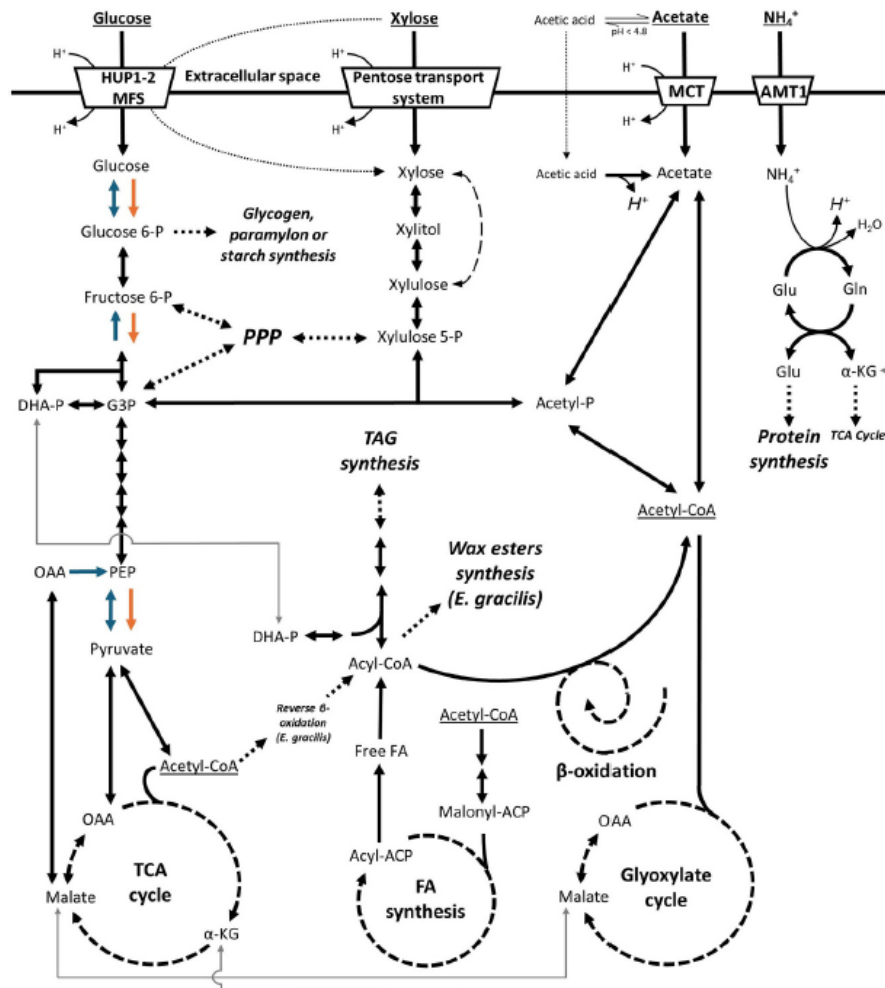 Glucose
Xylose
Acetic acid
Acetate
NH₄⁺
pH < 4.8
H⁺
H⁺
H⁺
HUP1-2
MFS
Extracellular space
Pentose transport
system
MCT
AMT1
H⁺
H⁺
H⁺
Glucose
Xylose
Acetic acid
Acetate
NH₄⁺
H⁺
H⁺
H₂O
Glucose 6-P
Glycogen,
paramylon or
starch synthesis
Xylitol
Xylulose
Glu
Gln
Fructose 6-P
PPP
Xylulose 5-P
Glu
α-KG
DHA-P
G3P
Acetyl-P
Protein
synthesis
TCA Cycle
TAG
synthesis
Acetyl-CoA
Wax esters
synthesis
(E. gracilis)
OAA
PEP
DHA-P
Pyruvate
Acyl-CoA
Reverse β-
oxidation
(E. gracilis)
Acetyl-CoA
Free FA
Acetyl-CoA
β-oxidation
Malonyl-ACP
OAA
OAA
Acyl-ACP
TCA
cycle
FA
synthesis
Glyoxylate
cycle
Malate
Malate
α-KG